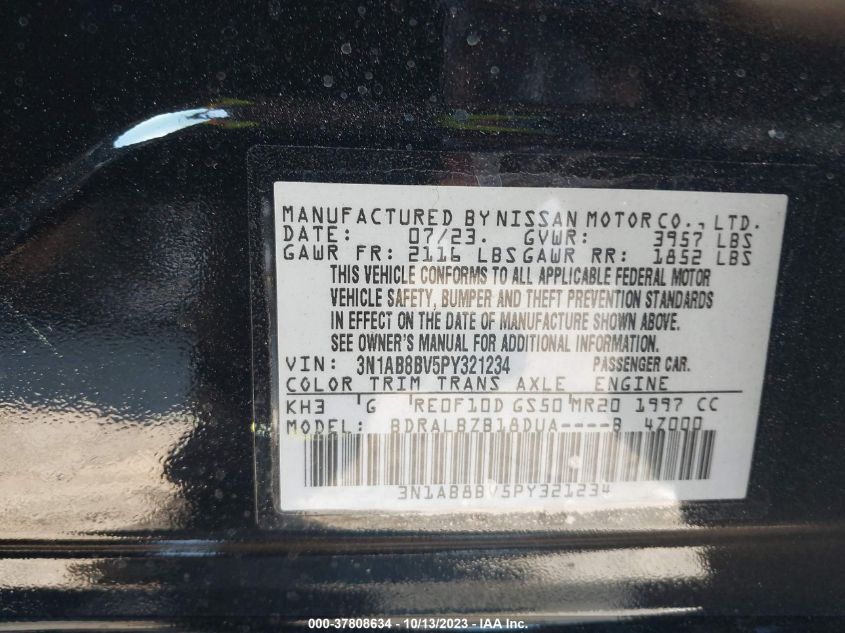 MANUFACTURED BY NISSAN MOTOR CO., LTD.
DATE: 07/23. GVWR: 3957 LBS
GAWR FR: 2116 LBS GAWR RR: 1852 LBS
THIS VEHICLE CONFORMS TO ALL APPLICABLE FEDERAL MOTOR
VEHICLE SAFETY, BUMPER AND THEFT PREVENTION STANDARDS
IN EFFECT ON THE DATE OF MANUFACTURE SHOWN ABOVE.
SEE OWNER'S MANUAL FOR ADDITIONAL INFORMATION.
VIN: 3N1AB8BV5PY321234 PASSENGER CAR.
COLOR TRIM TRANS AXLE ENGINE
KH3 G RE0F10D GS50 MR20 1997 CC
MODEL: BDRALBZB18DUA----B 4Z000
3N1AB8BV5PY321234
000-37808634 - 10/13/2023 - IAA Inc.